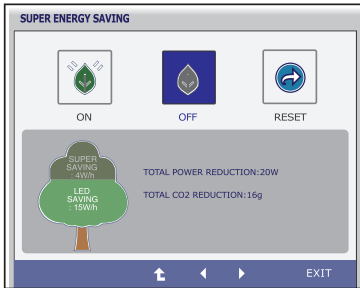 SUPER ENERGY SAVING
ON
OFF
RESET
SUPER
SAVING
: 4W/h
LED
SAVING
: 15W/h
TOTAL POWER REDUCTION:20W
TOTAL CO2 REDUCTION:16g
EXIT